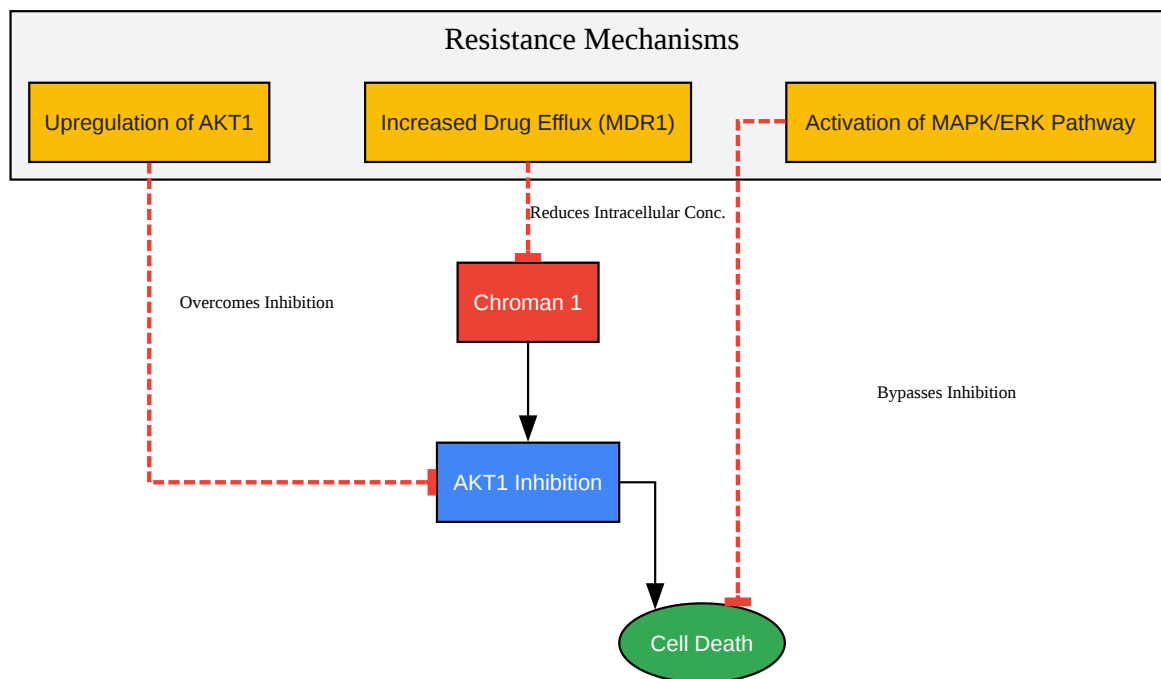 Resistance Mechanisms
Upregulation of AKT1
Increased Drug Efflux (MDR1)
Activation of MAPK/ERK Pathway
Reduces Intracellular Conc.
Overcomes Inhibition
Chroman 1
Bypasses Inhibition
AKT1 Inhibition
Cell Death